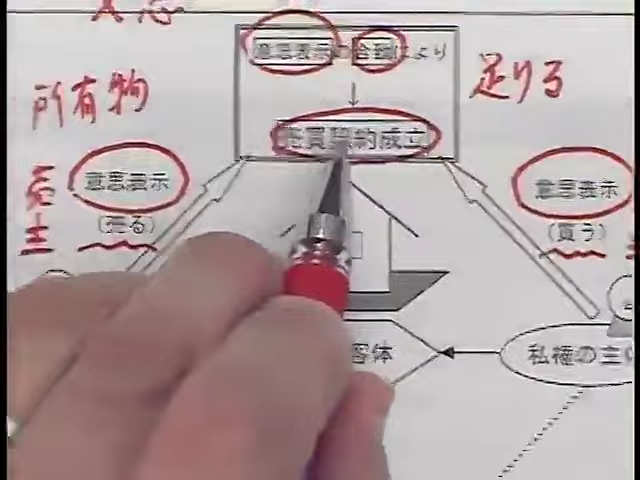 意思表示の合致により
足りる
所有物
↓
売買契約成立
売主
意思表示
(売る)
意思表示
(買う)
客体
私権の主